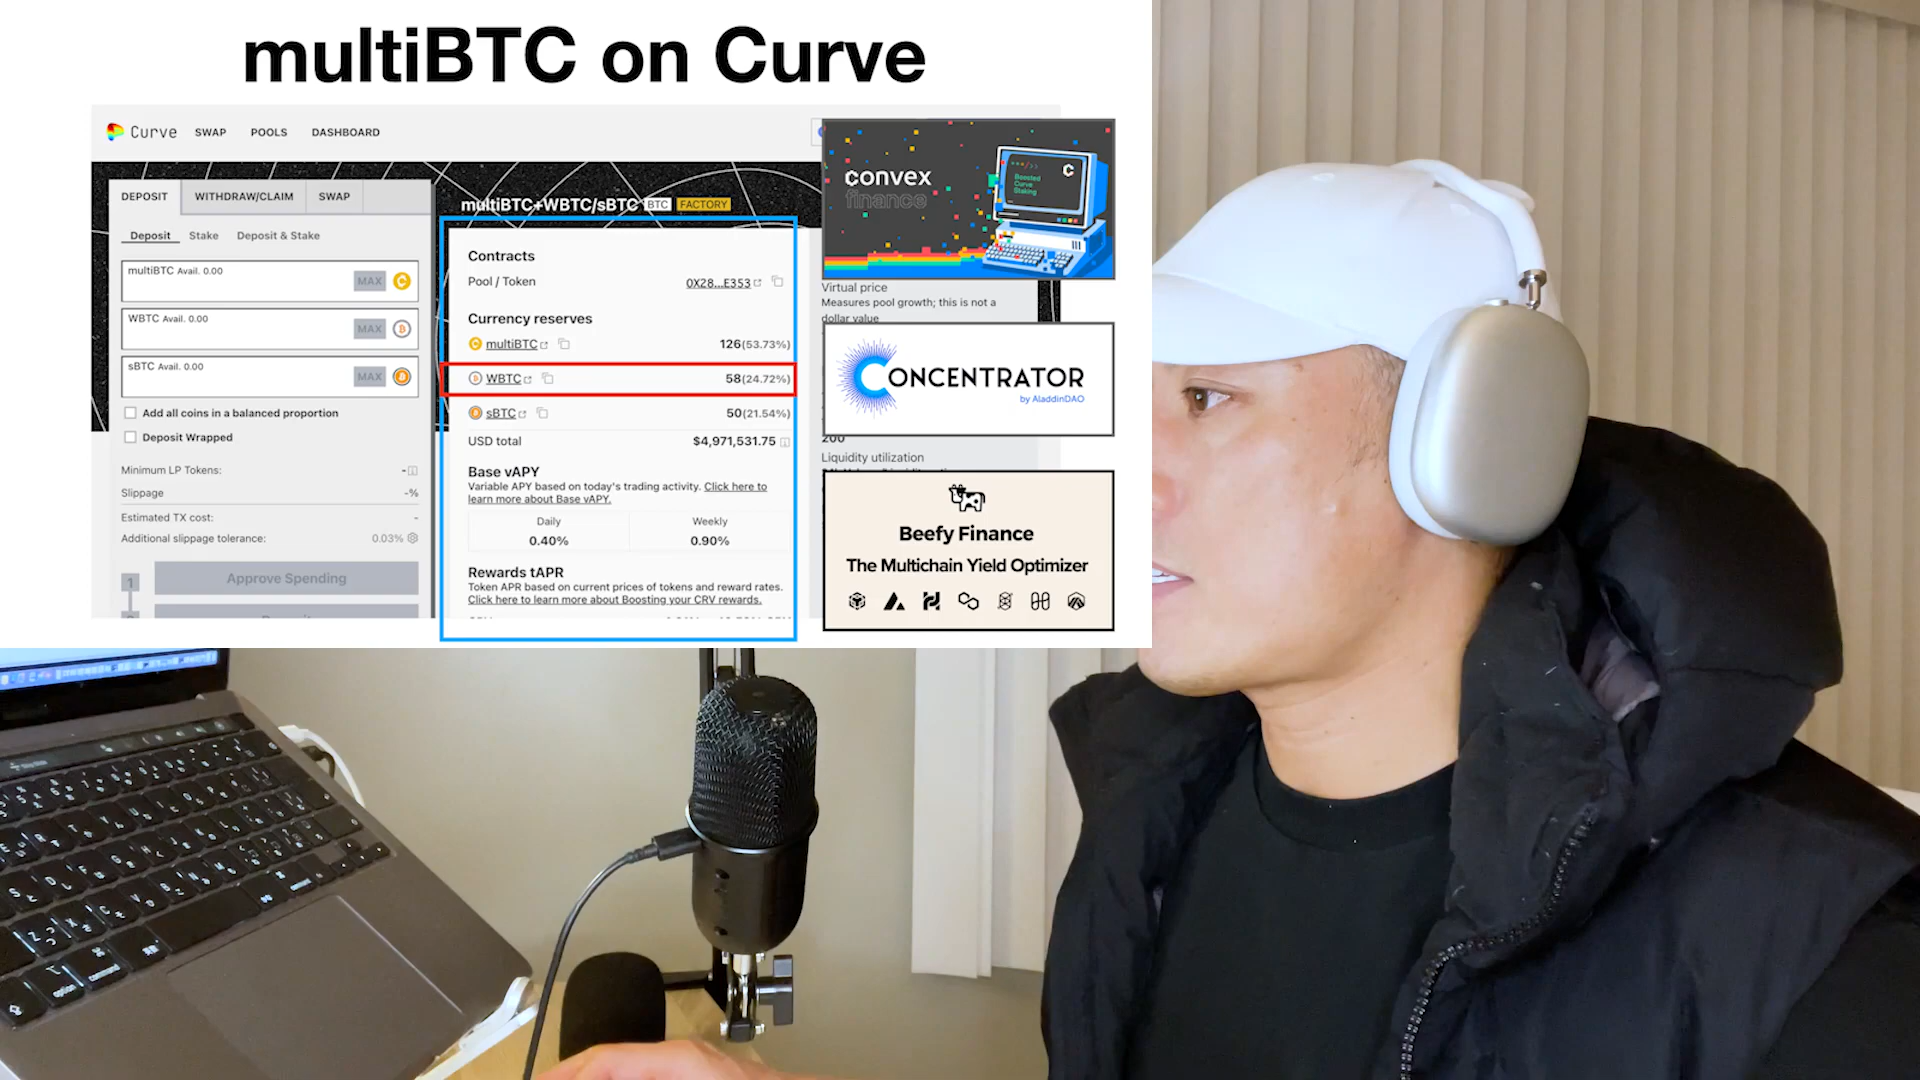 multiBTC on Curve
Curve SWAP POOLS DASHBOARD
DEPOSIT WITHDRAW/CLAIM SWAP
Deposit Stake Deposit & Stake
multiBTC Avail. 0.00
MAX
WBTC Avail. 0.00
MAX
sBTC Avail. 0.00
MAX
Add all coins in a balanced proportion
Deposit Wrapped
Minimum LP Tokens: -
Slippage -%
Estimated TX cost: -
Additional slippage tolerance: 0.03%
1 Approve Spending
multiBTC+WBTC/sBTC BTC FACTORY
Contracts
Pool / Token 0X28...E353
Currency reserves
multiBTC 126(53.73%)
WBTC 58(24.72%)
sBTC 50(21.54%)
USD total $4,971,531.75
Base vAPY
Variable APY based on today's trading activity. Click here to
learn more about Base vAPY.
Daily Weekly
0.40% 0.90%
Rewards tAPR
Token APR based on current prices of tokens and reward rates.
Click here to learn more about Boosting your CRV rewards.
convex
finance
Boosted
Curve
Staking
Virtual price
Measures pool growth; this is not a
dollar value
CONCENTRATOR
by AladdinDAO
200
Liquidity utilization
Beefy Finance
The Multichain Yield Optimizer
command
option